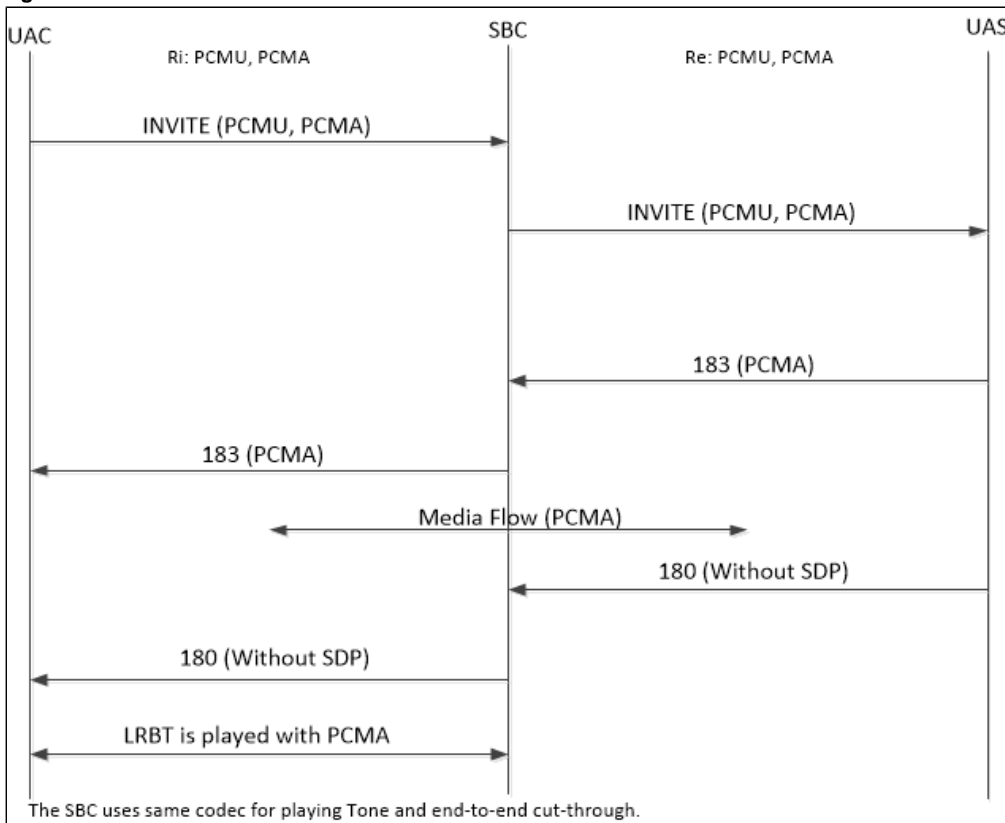 UAC
SBC
UAS
Ri: PCMU, PCMA
Re: PCMU, PCMA
INVITE (PCMU, PCMA)
INVITE (PCMU, PCMA)
183 (PCMA)
183 (PCMA)
Media Flow (PCMA)
180 (Without SDP)
180 (Without SDP)
LRBT is played with PCMA
The SBC uses same codec for playing Tone and end-to-end cut-through.